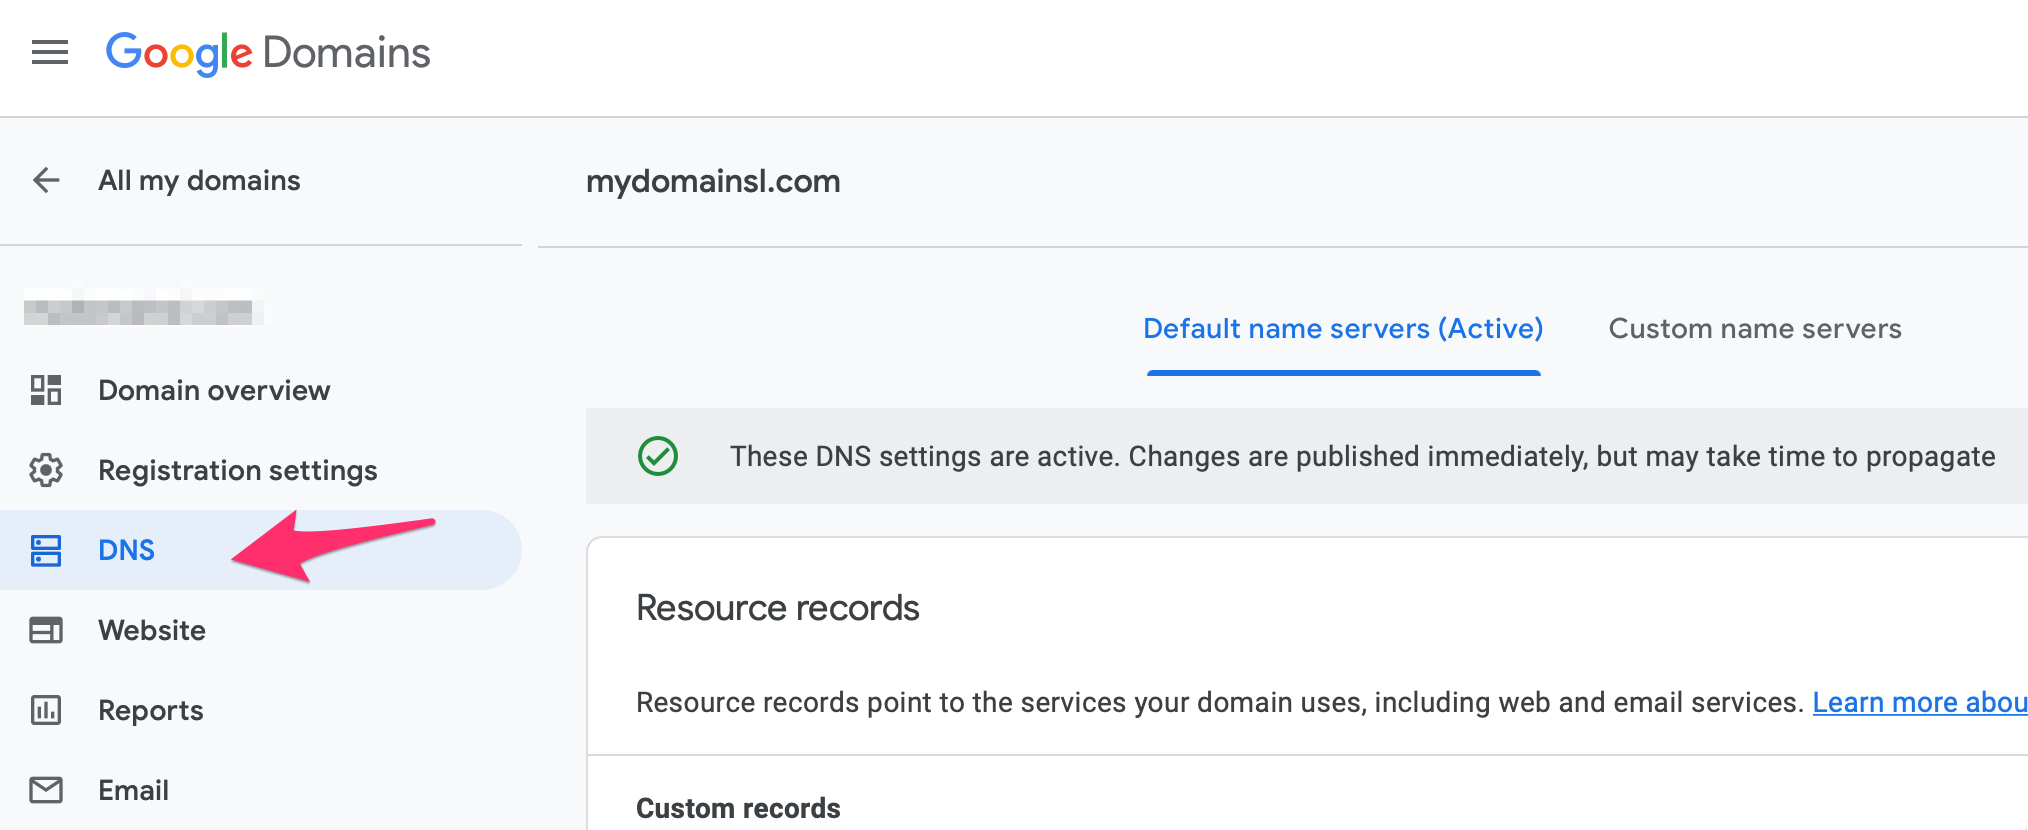 Google Domains
All my domains
mydomainsl.com
Default name servers (Active)
Custom name servers
Domain overview
Registration settings
DNS
Website
Reports
Email
These DNS settings are active. Changes are published immediately, but may take time to propagate
Resource records
Resource records point to the services your domain uses, including web and email services. Learn more abou
Custom records